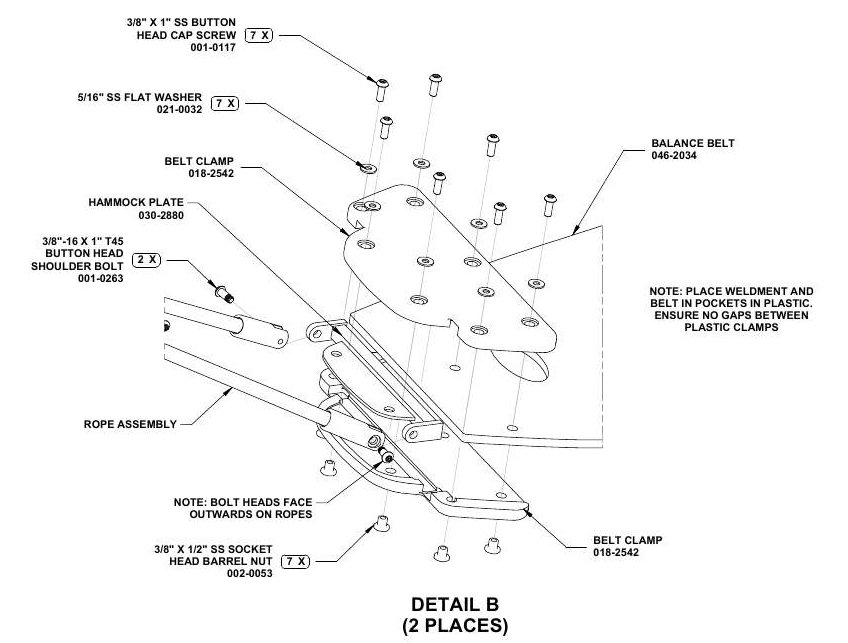 3/8" X 1" SS BUTTON
HEAD CAP SCREW 7 X
001-0117
5/16" SS FLAT WASHER
021-0032 7 X
BELT CLAMP
018-2542
HAMMOCK PLATE
030-2880
3/8"-16 X 1" T45
BUTTON HEAD
SHOULDER BOLT 2 X
001-0263
BALANCE BELT
046-2034
NOTE: PLACE WELDMENT AND
BELT IN POCKETS IN PLASTIC.
ENSURE NO GAPS BETWEEN
PLASTIC CLAMPS
ROPE ASSEMBLY
NOTE: BOLT HEADS FACE
OUTWARDS ON ROPES
3/8" X 1/2" SS SOCKET
HEAD BARREL NUT 7 X
002-0053
BELT CLAMP
018-2542
DETAIL B
(2 PLACES)